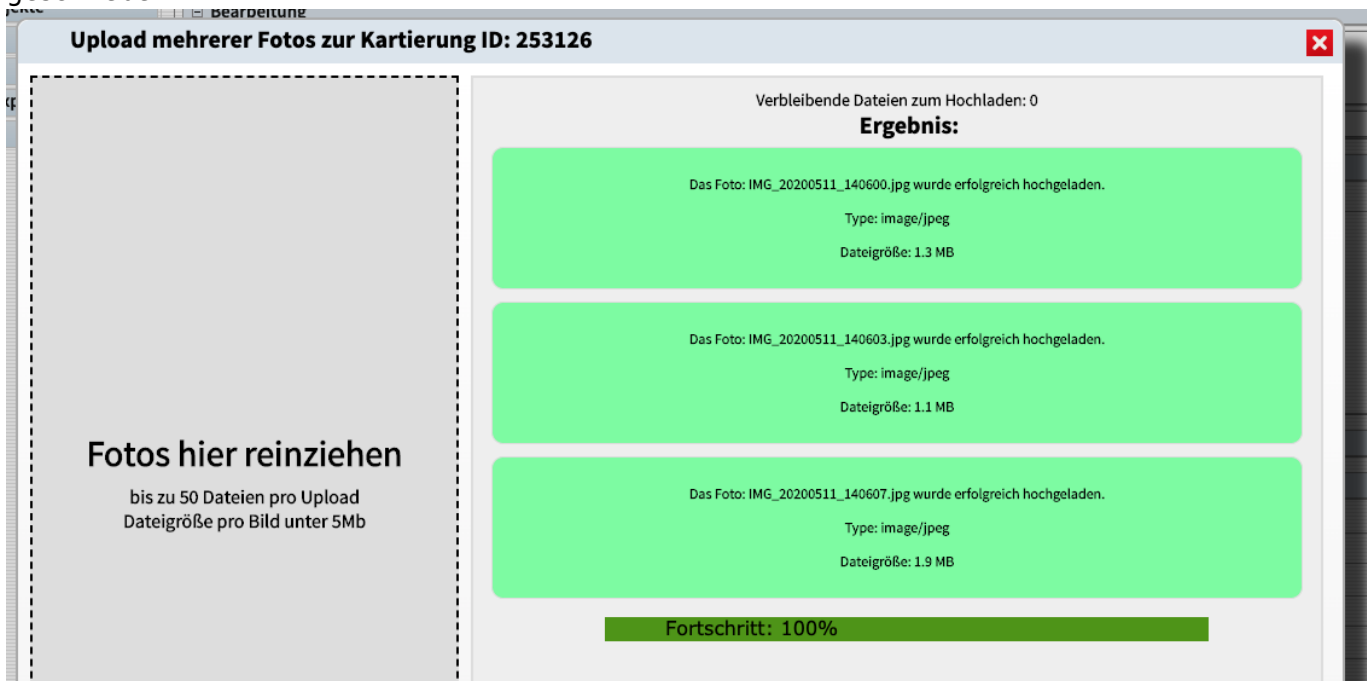 Bearbeitung
Upload mehrerer Fotos zur Kartierung ID: 253126
Fotos hier reinziehen
bis zu 50 Dateien pro Upload
Dateigröße pro Bild unter 5Mb
Verbleibende Dateien zum Hochladen: 0
Ergebnis:
Das Foto: IMG_20200511_140600.jpg wurde erfolgreich hochgeladen.
Type: image/jpeg
Dateigröße: 1.3 MB
Das Foto: IMG_20200511_140603.jpg wurde erfolgreich hochgeladen.
Type: image/jpeg
Dateigröße: 1.1 MB
Das Foto: IMG_20200511_140607.jpg wurde erfolgreich hochgeladen.
Type: image/jpeg
Dateigröße: 1.9 MB
Fortschritt: 100%